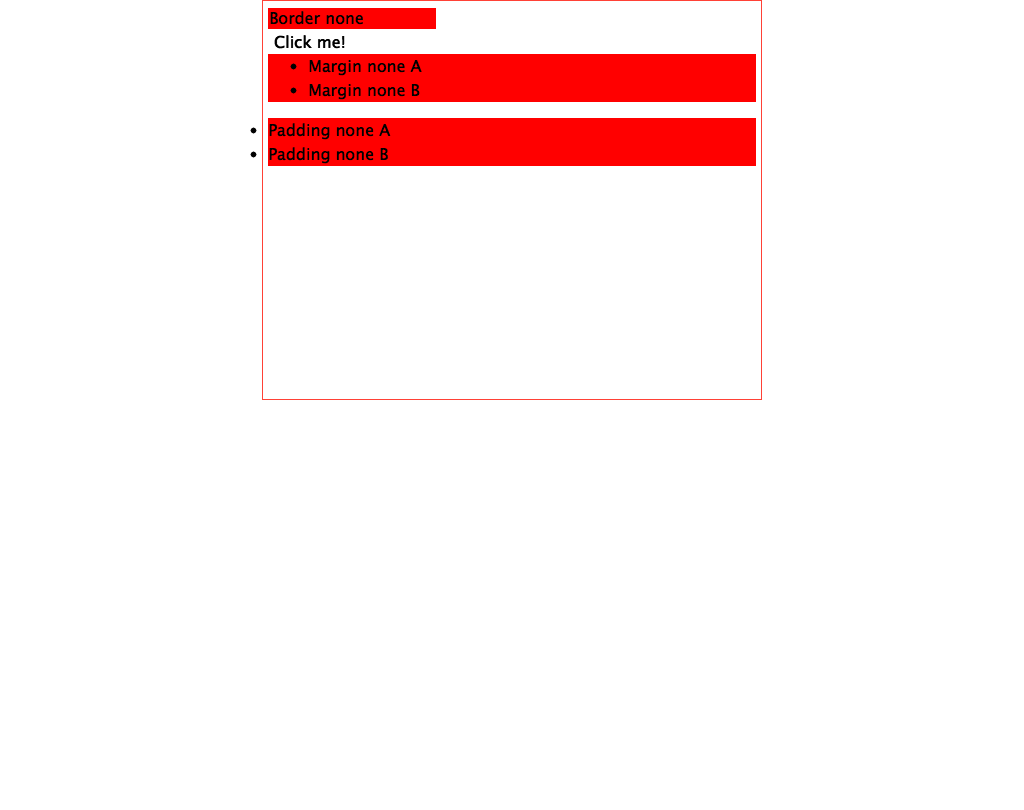 Border none
Click me!
• Margin none A
• Margin none B
• Padding none A
• Padding none B